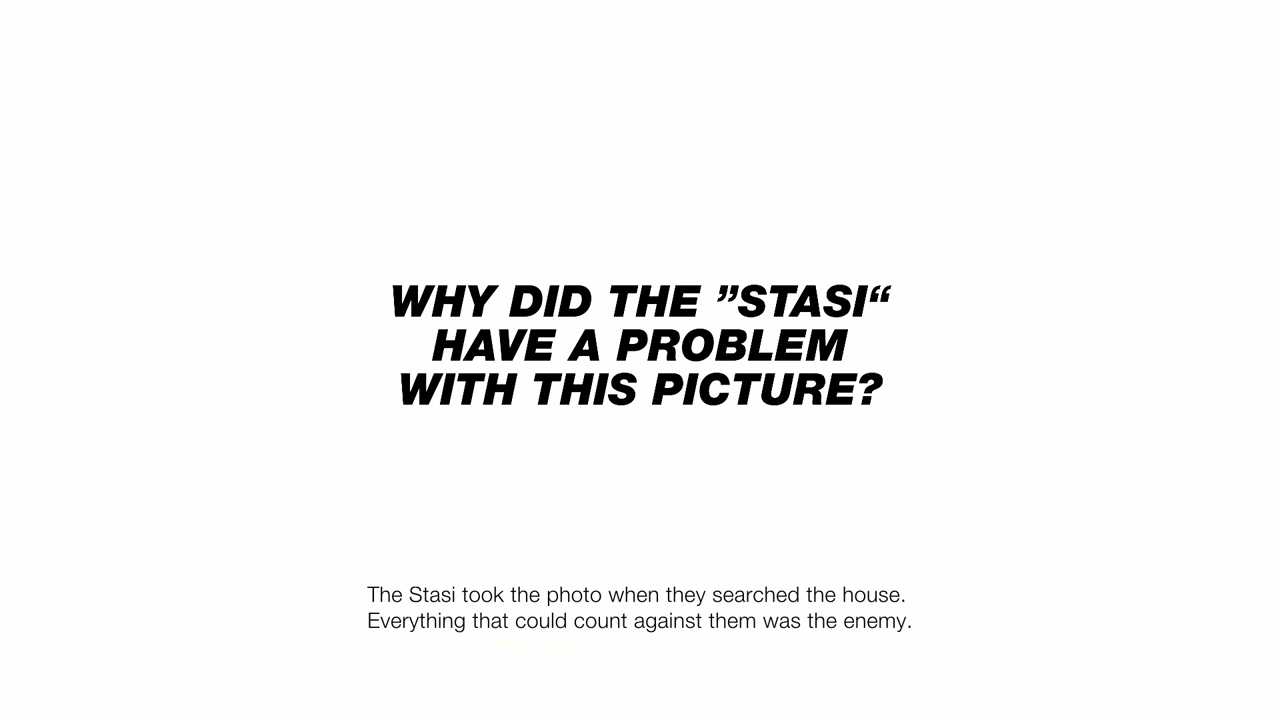 WHY DID THE ”STASI“
HAVE A PROBLEM
WITH THIS PICTURE?
The Stasi took the photo when they searched the house.
Everything that could count against them was the enemy.